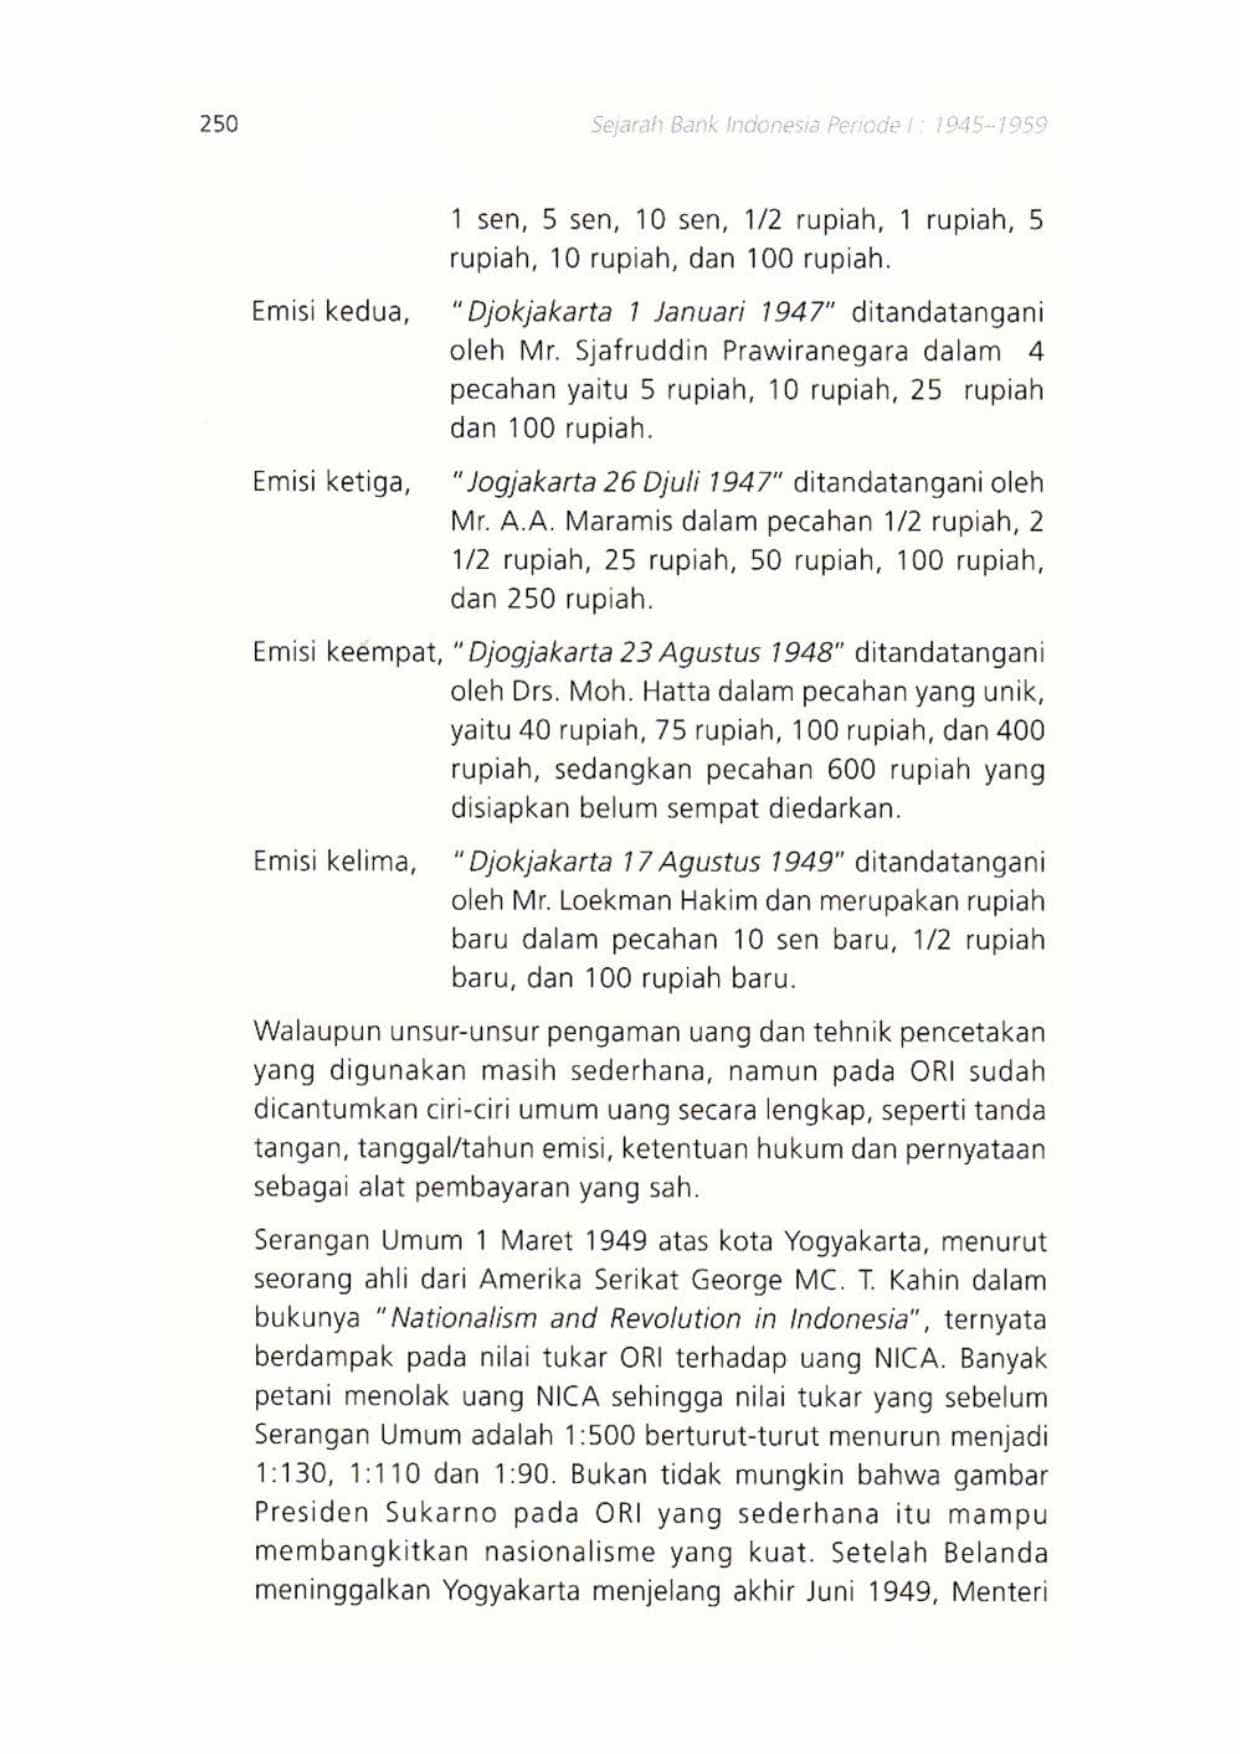 250
Sejarah Bank Indonesia Periode I : 1945–1959
1 sen, 5 sen, 10 sen, 1/2 rupiah, 1 rupiah, 5
rupiah, 10 rupiah, dan 100 rupiah.
Emisi kedua, "Djokjakarta 1 Januari 1947" ditandatangani
oleh Mr. Sjafruddin Prawiranegara dalam 4
pecahan yaitu 5 rupiah, 10 rupiah, 25 rupiah
dan 100 rupiah.
Emisi ketiga, "Jogjakarta 26 Djuli 1947" ditandatangani oleh
Mr. A.A. Maramis dalam pecahan 1/2 rupiah, 2
1/2 rupiah, 25 rupiah, 50 rupiah, 100 rupiah,
dan 250 rupiah.
Emisi keempat, "Djogjakarta 23 Agustus 1948" ditandatangani
oleh Drs. Moh. Hatta dalam pecahan yang unik,
yaitu 40 rupiah, 75 rupiah, 100 rupiah, dan 400
rupiah, sedangkan pecahan 600 rupiah yang
disiapkan belum sempat diedarkan.
Emisi kelima, "Djokjakarta 17 Agustus 1949" ditandatangani
oleh Mr. Loekman Hakim dan merupakan rupiah
baru dalam pecahan 10 sen baru, 1/2 rupiah
baru, dan 100 rupiah baru.
Walaupun unsur-unsur pengaman uang dan tehnik pencetakan
yang digunakan masih sederhana, namun pada ORI sudah
dicantumkan ciri-ciri umum uang secara lengkap, seperti tanda
tangan, tanggal/tahun emisi, ketentuan hukum dan pernyataan
sebagai alat pembayaran yang sah.
Serangan Umum 1 Maret 1949 atas kota Yogyakarta, menurut
seorang ahli dari Amerika Serikat George MC. T. Kahin dalam
bukunya "Nationalism and Revolution in Indonesia", ternyata
berdampak pada nilai tukar ORI terhadap uang NICA. Banyak
petani menolak uang NICA sehingga nilai tukar yang sebelum
Serangan Umum adalah 1:500 berturut-turut menurun menjadi
1:130, 1:110 dan 1:90. Bukan tidak mungkin bahwa gambar
Presiden Sukarno pada ORI yang sederhana itu mampu
membangkitkan nasionalisme yang kuat. Setelah Belanda
meninggalkan Yogyakarta menjelang akhir Juni 1949, Menteri